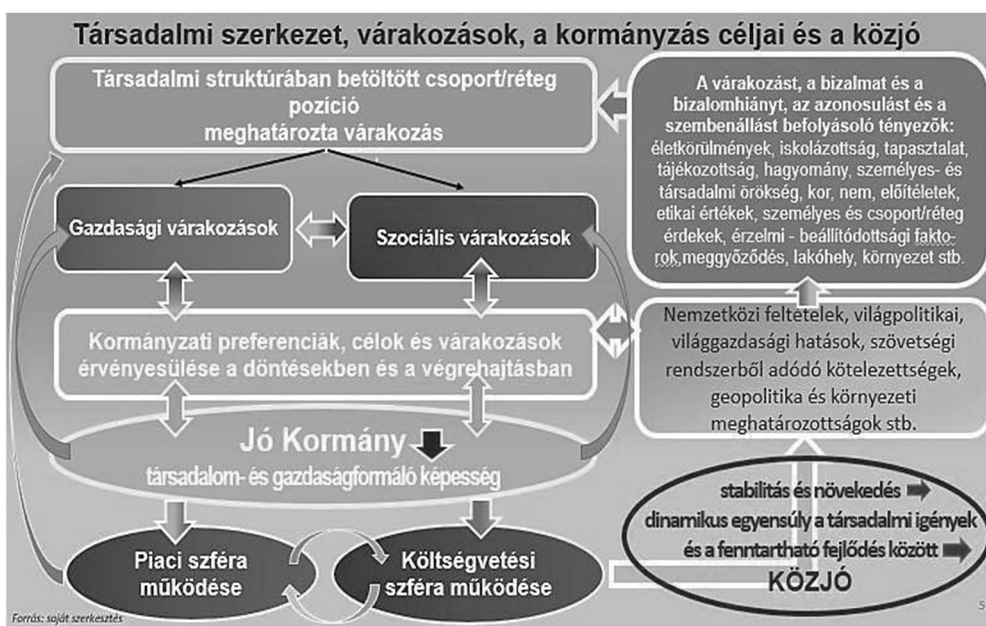 Társadalmi szerkezet, várakozások, a kormányzás céljai és a közjó
Társadalmi struktúrában betöltött csoport/réteg
pozíció
meghatározta várakozás
A várakozást, a bizalmat és a
bizalomhiányt, az azonosulást és a
szembenállást befolyásoló tényezők:
életkörülmények, iskolázottság, tapasztalat,
tájékozottság, hagyomány, személyes- és
társadalmi örökség, kor, nem, előítéletek,
etikai értékek, személyes és csoport/réteg
érdekek, érzelmi - beállítódottsági fakto-
rok,meggyőződés, lakóhely, környezet stb.
Gazdasági várakozások
Szociális várakozások
Kormányzati preferenciák, célok és várakozások
érvényesülése a döntésekben és a végrehajtásban
Nemzetközi feltételek, világpolitikai,
világgazdasági hatások, szövetségi
rendszerből adódó kötelezettségek,
geopolitika és környezeti
meghatározottságok stb.
Jó Kormány
társadalom- és gazdaságformáló képesség
stabilitás és növekedés
dinamikus egyensúly a társadalmi igények
és a fenntartható fejlődés között
KÖZJÓ
Piaci szféra
működése
Költségvetési
szféra működése
Forrás: saját szerkesztés
5